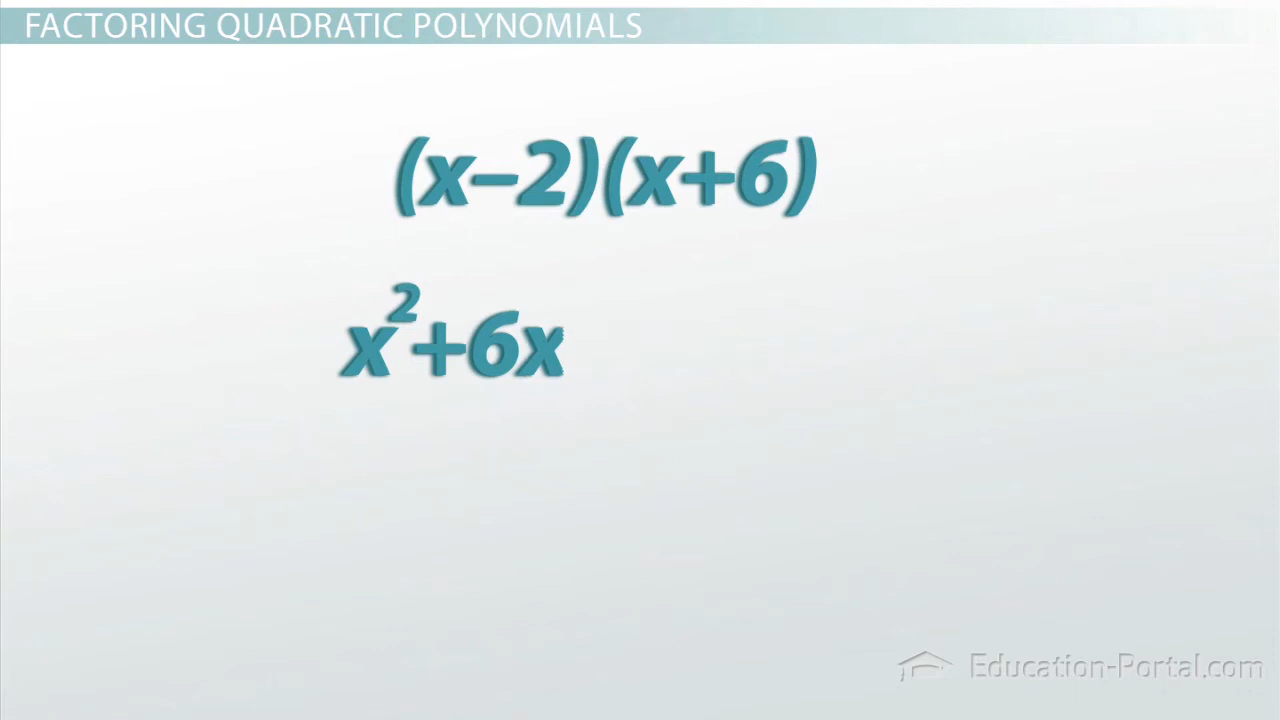 FACTORING QUADRATIC POLYNOMIALS
(x–2)(x+6)
x²+6x
Education-Portal.com